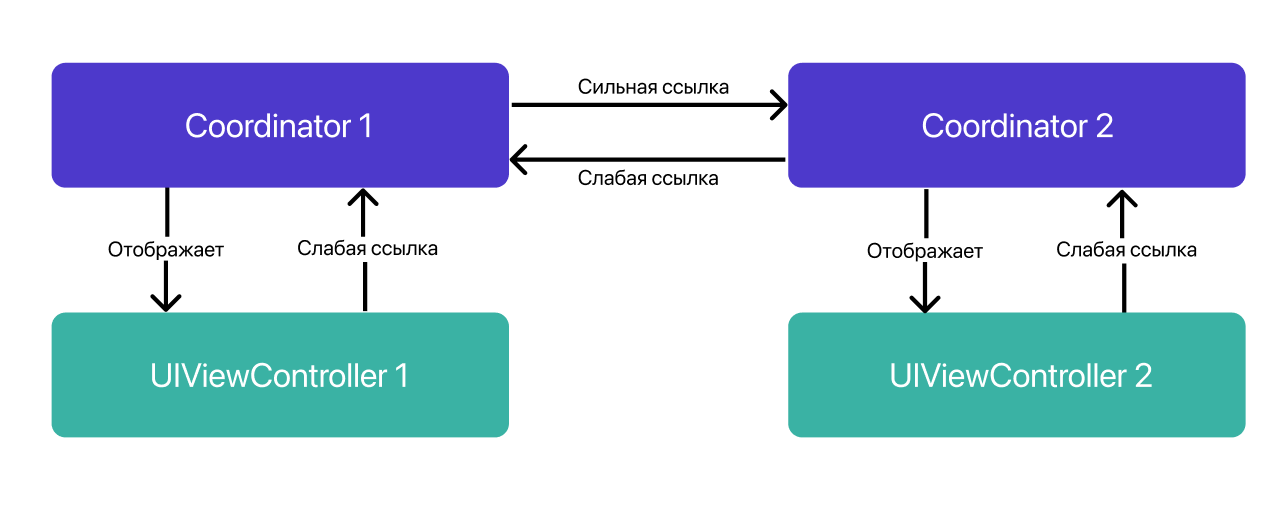 Сильная ссылка
Coordinator 1
Coordinator 2
Слабая ссылка
Отображает
Слабая ссылка
Отображает
Слабая ссылка
UIViewController 1
UIViewController 2